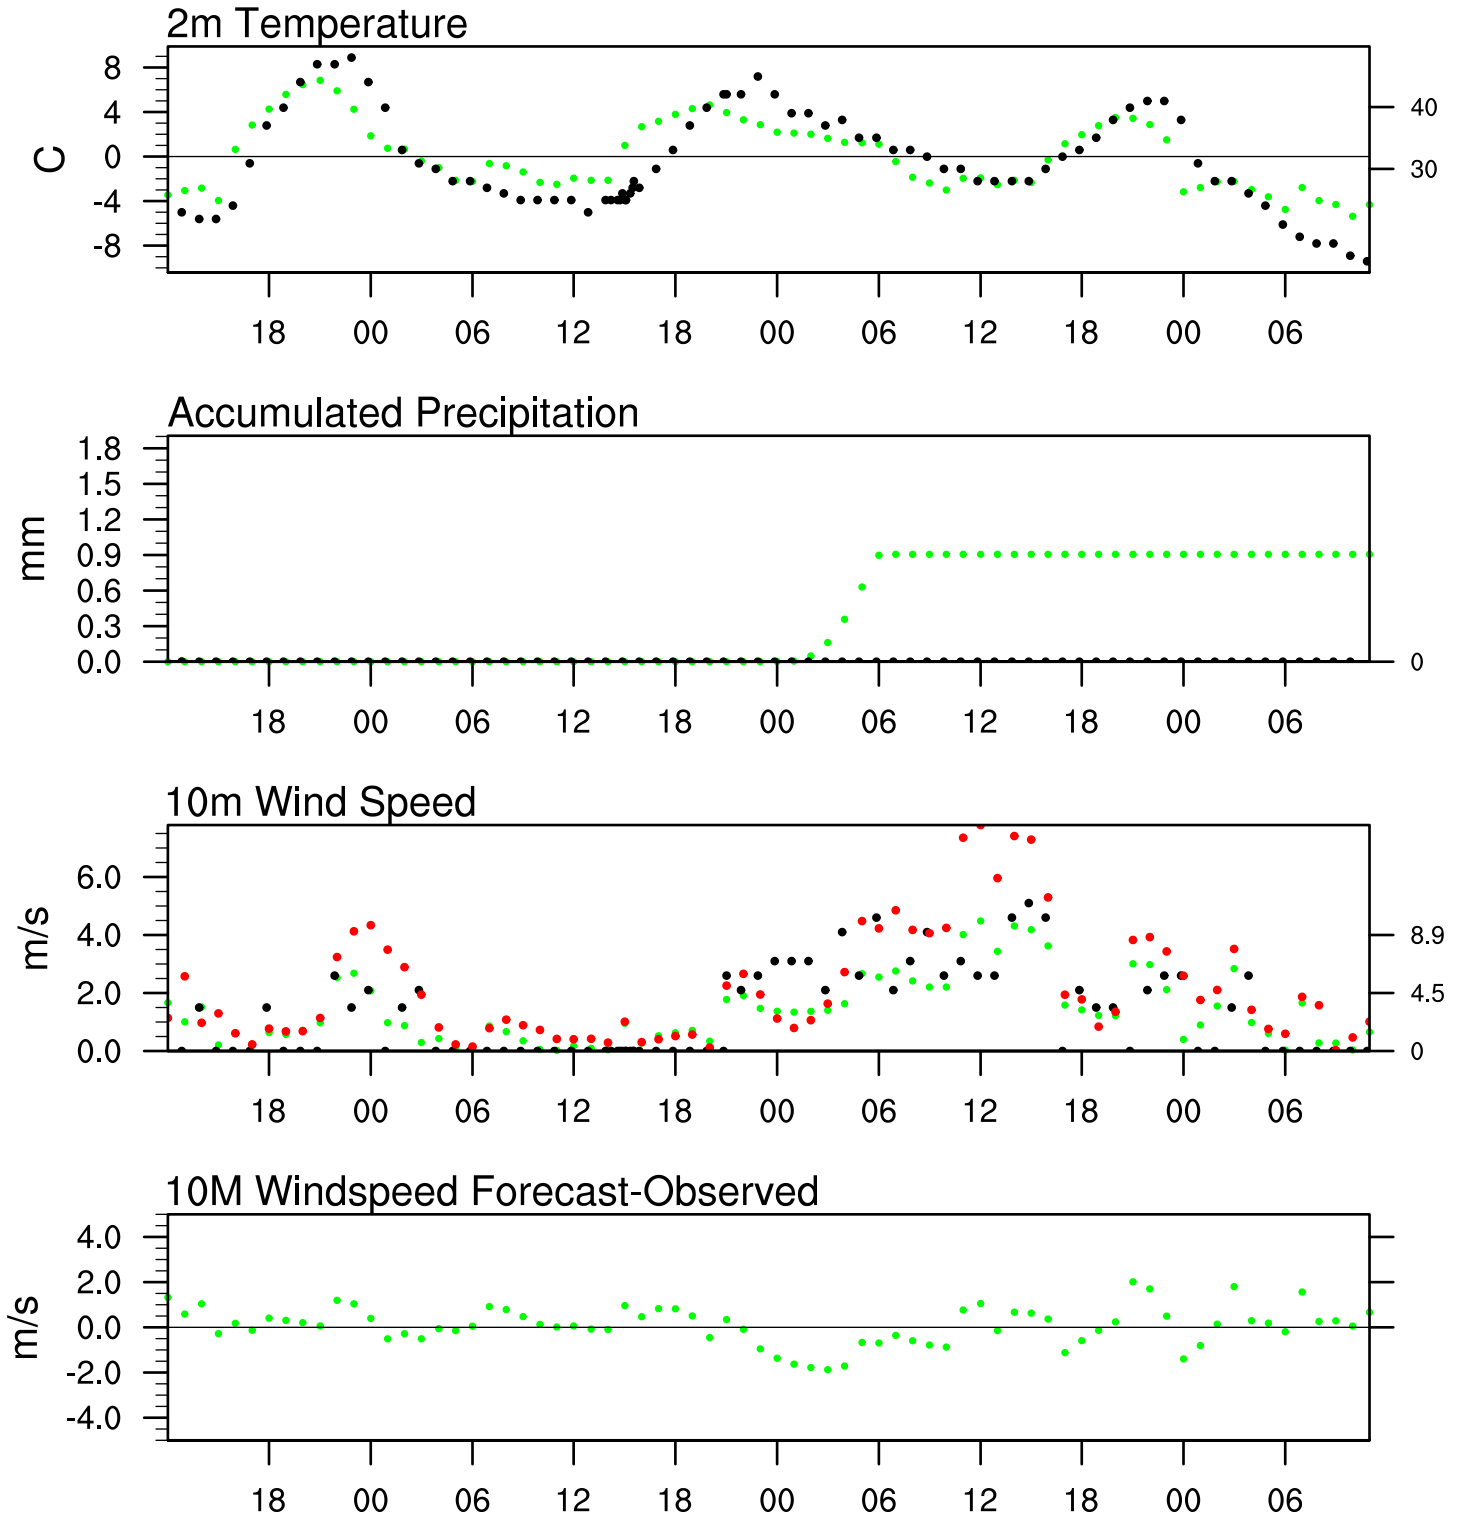 2m Temperature
8
4
0
-4
-8
C
40
30
18 00 06 12 18 00 06 12 18 00 06
Accumulated Precipitation
1.8
1.5
1.2
0.9
0.6
0.3
0.0
mm
0
18 00 06 12 18 00 06 12 18 00 06
10m Wind Speed
6.0
4.0
2.0
0.0
m/s
8.9
4.5
0
18 00 06 12 18 00 06 12 18 00 06
10M Windspeed Forecast-Observed
4.0
2.0
0.0
-2.0
-4.0
m/s
18 00 06 12 18 00 06 12 18 00 06